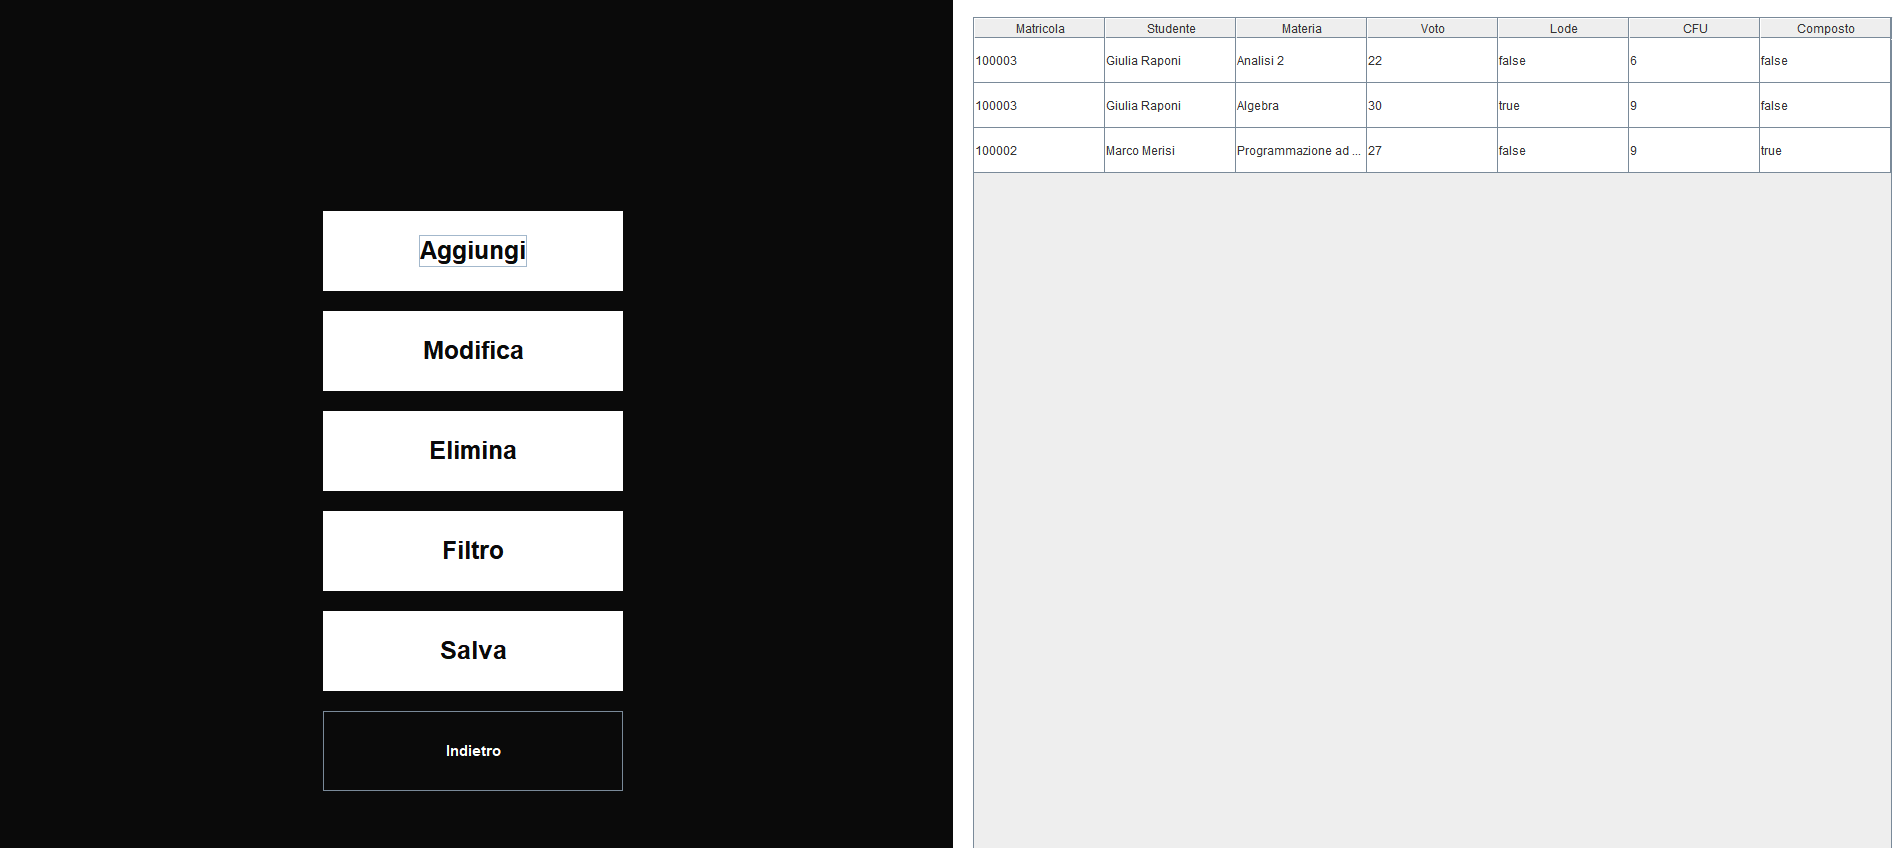 Aggiungi
Modifica
Elimina
Filtro
Salva
Indietro
Matricola Studente Materia Voto Lode CFU Composto
100003 Giulia Raponi Analisi 2 22 false 6 false
100003 Giulia Raponi Algebra 30 true 9 false
100002 Marco Merisi Programmazione ad ... 27 false 9 true